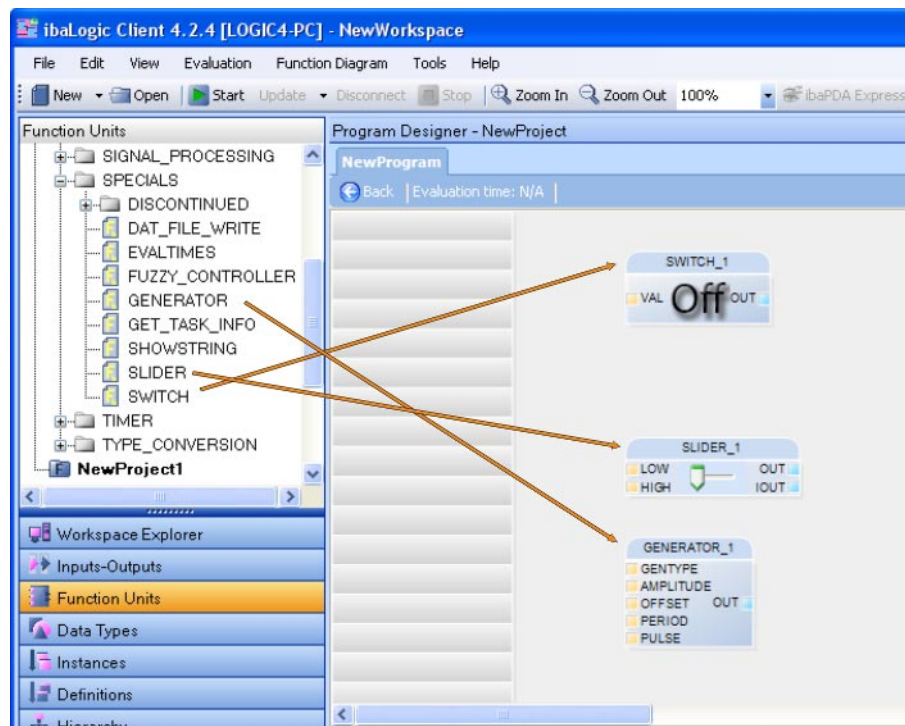 ibaLogic Client 4.2.4 [LOGIC4-PC] - NewWorkspace
File Edit View Evaluation Function Diagram Tools Help
New Open Start Update Disconnect Stop Zoom In Zoom Out 100% ibaPDA Express
Function Units
SIGNAL_PROCESSING
SPECIALS
DISCONTINUED
DAT_FILE_WRITE
EVALTIMES
FUZZY_CONTROLLER
GENERATOR
GET_TASK_INFO
SHOWSTRING
SLIDER
SWITCH
TIMER
TYPE_CONVERSION
NewProject1
Workspace Explorer
Inputs-Outputs
Function Units
Data Types
Instances
Definitions
Hierarchy
Program Designer - NewProject
NewProgram
Back Evaluation time: N/A
SWITCH_1
VAL Off OUT
SLIDER_1
LOW OUT
HIGH IOUT
GENERATOR_1
GENTYPE
AMPLITUDE
OFFSET OUT
PERIOD
PULSE